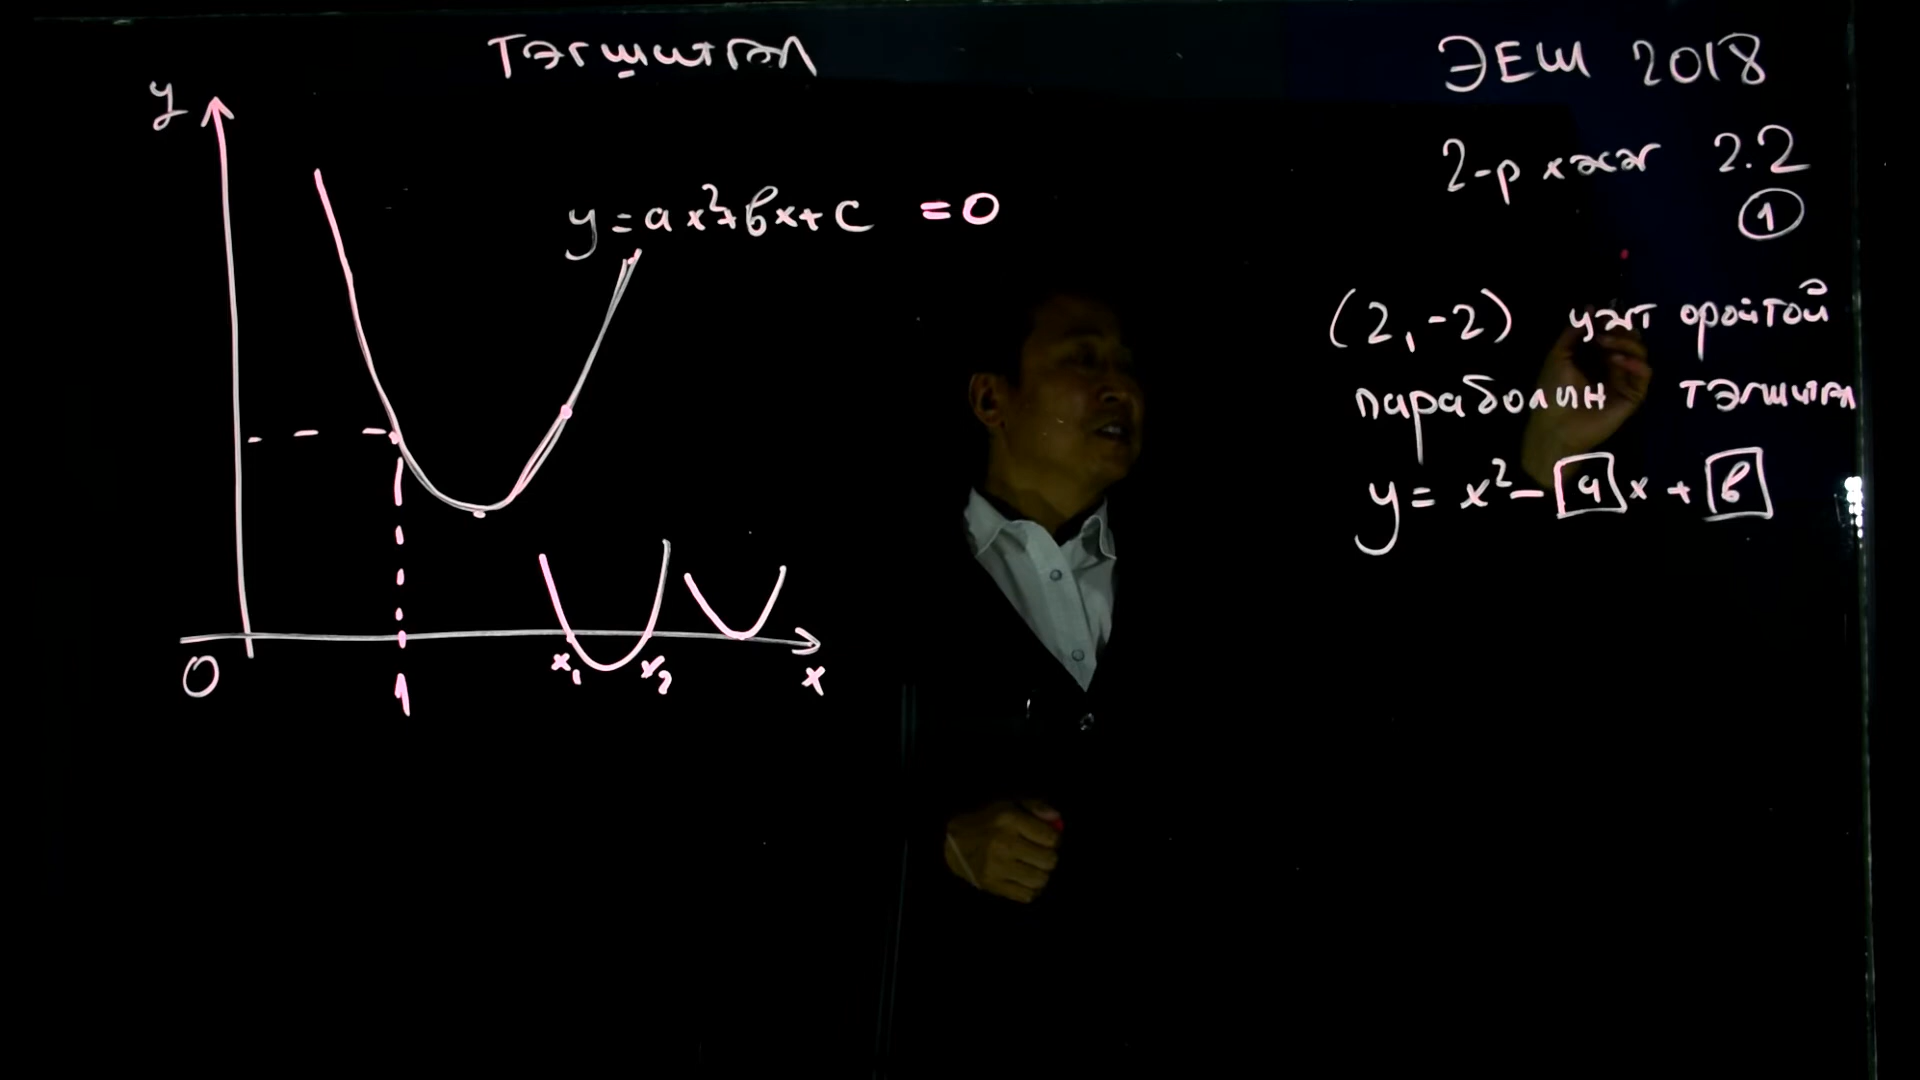 тэгшитгэл
y
y = ax²+bx+c = 0
0
1
x₁
x₂
x
ЭЕШ 2018
2-р хэсэг 2.2
1
(2,-2) цэгт оройтой
параболын тэгшитгэл
y = x² - a x + b